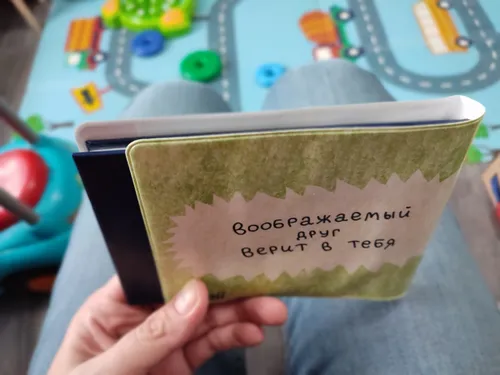 Воображаемый
друг
верит в тебя